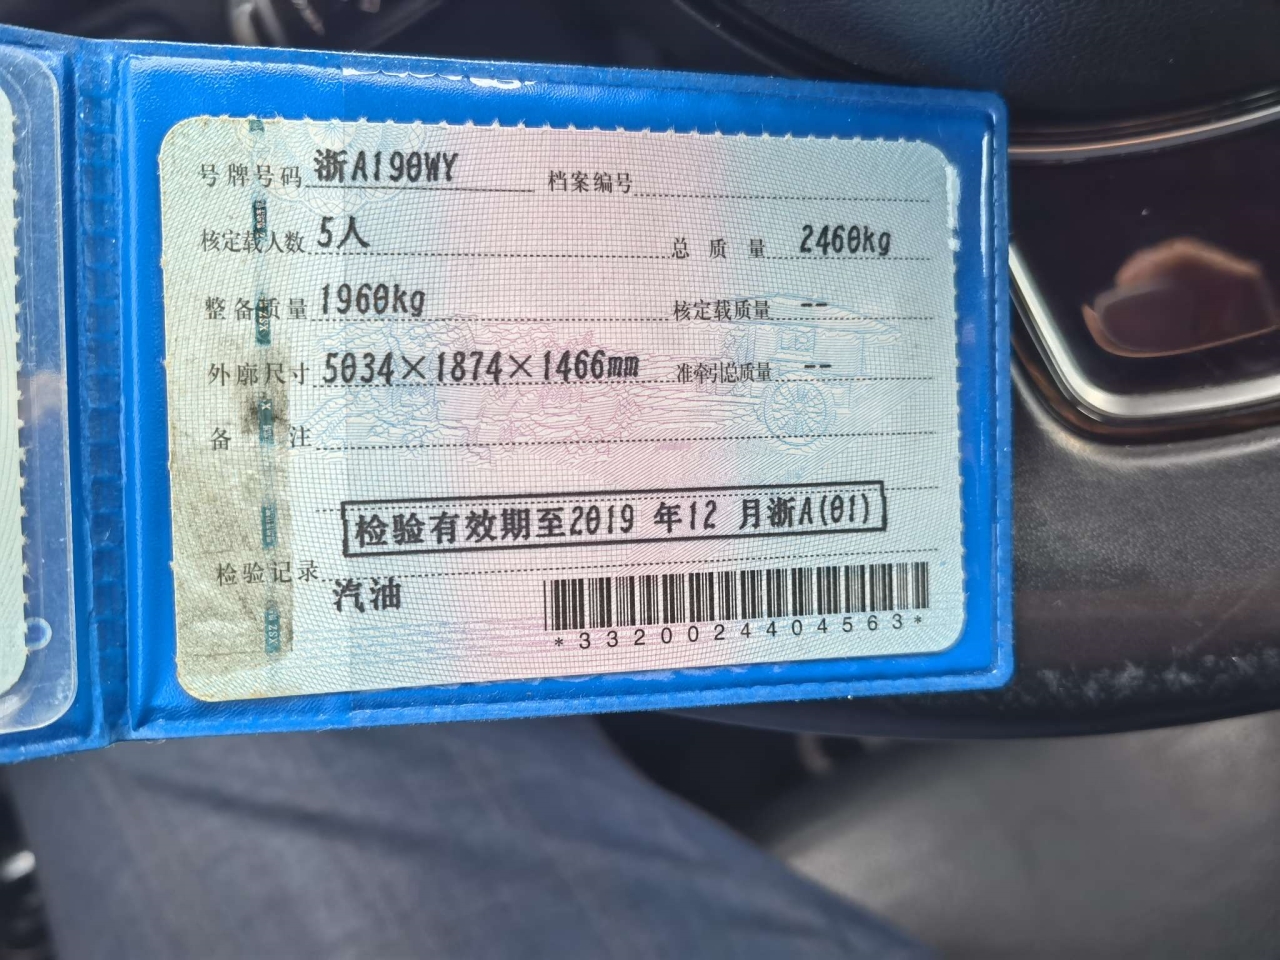 号牌号码 浙A190WY 档案编号
核定载人数 5人 总质量 2460kg
整备质量 1960kg 核定载质量 --
外廓尺寸 5034×1874×1466mm 准牵引总质量 --
备注
检验有效期至2019 年12 月浙A(01)
检验记录
汽油
*3320024404563*